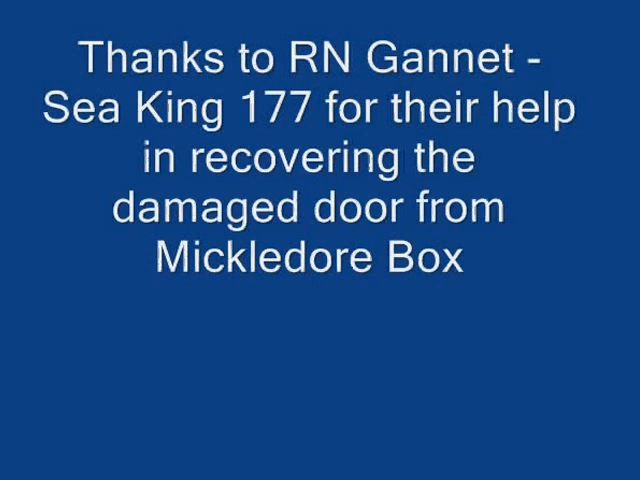 Thanks to RN Gannet -
Sea King 177 for their help
in recovering the
damaged door from
Mickledore Box